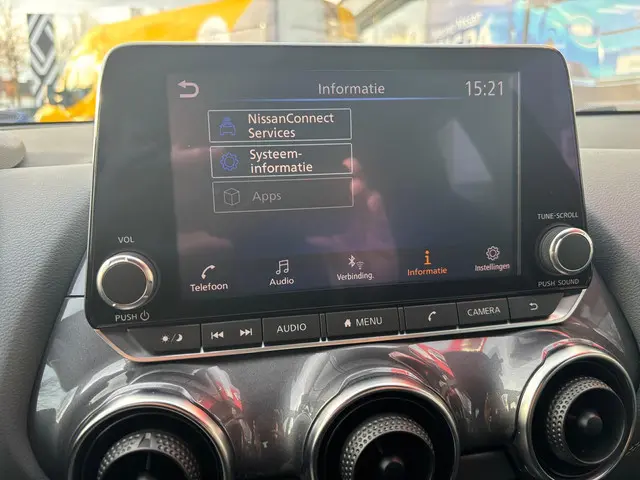 Informatie
15:21
NissanConnect
Services
Systeem-
informatie
Apps
Telefoon
Audio
Verbinding.
Informatie
Instellingen
VOL
PUSH
TUNE·SCROLL
PUSH SOUND
AUDIO
MENU
CAMERA